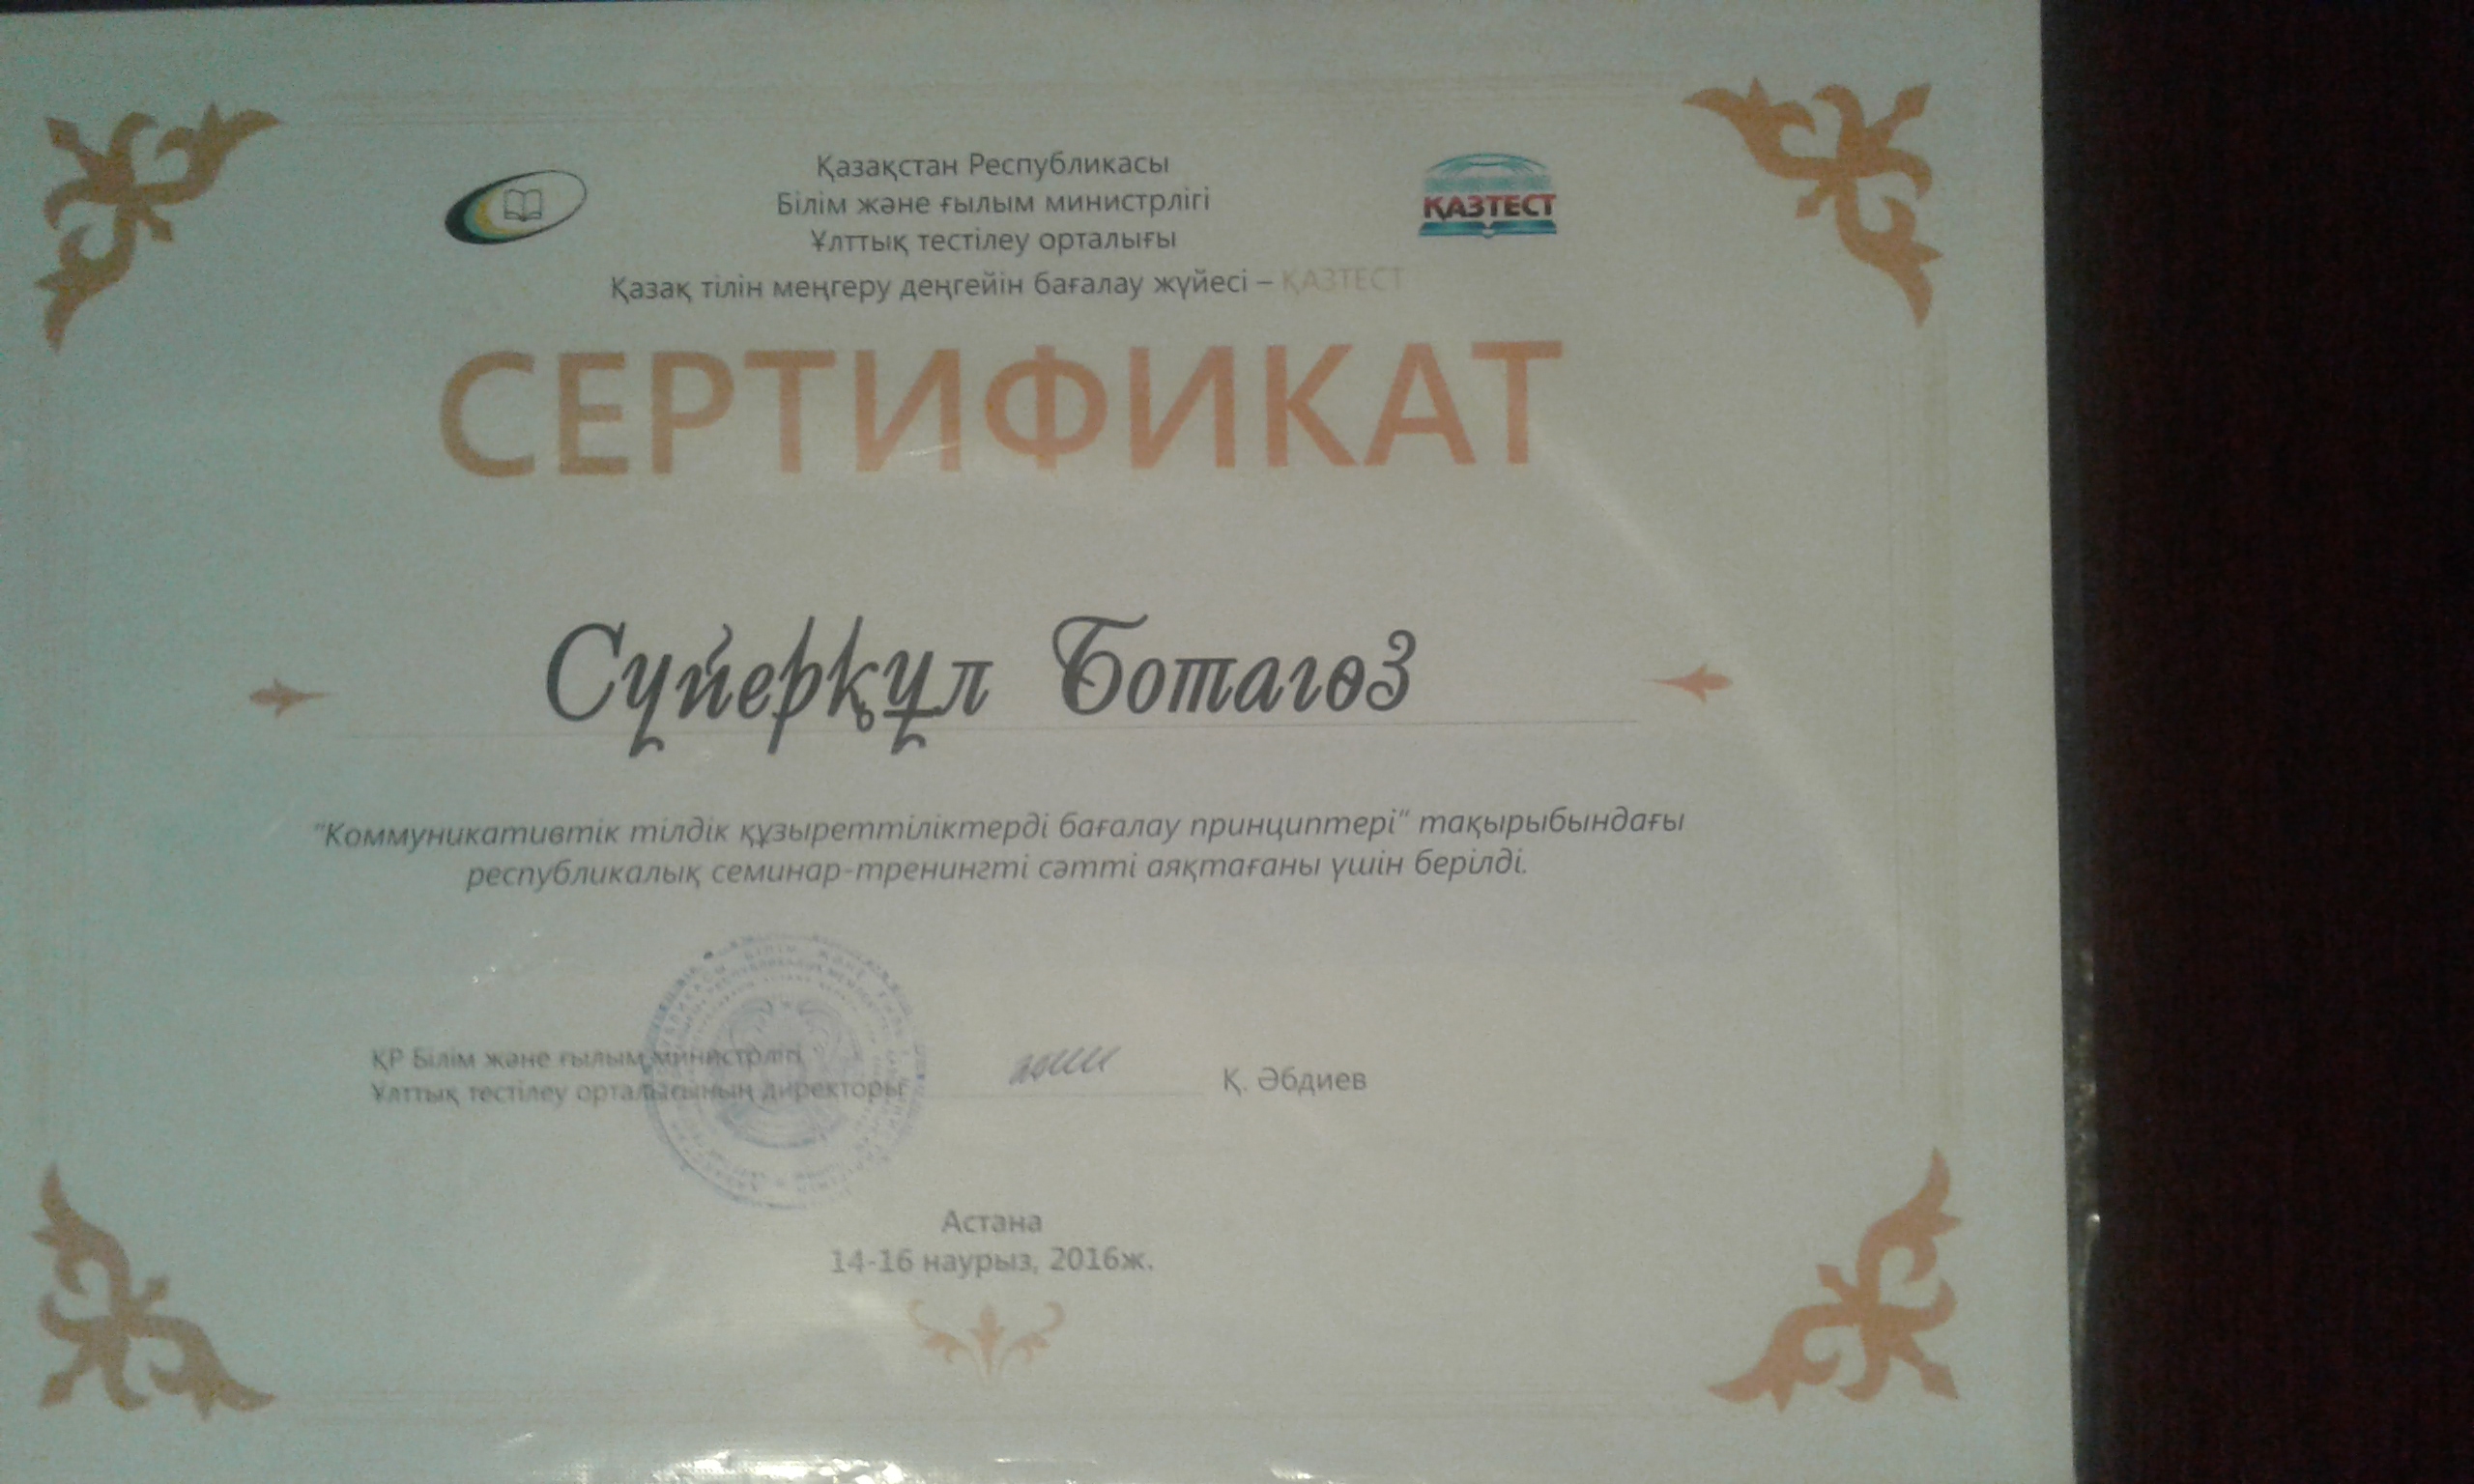 Қазақстан Республикасы
Білім және ғылым министрлігі
Ұлттық тестілеу орталығы
ҚАЗТЕСТ
Қазақ тілін меңгеру деңгейін бағалау жүйесі – ҚАЗТЕСТ
СЕРТИФИКАТ
Сүйерқұл Ботагөз
"Коммуникативтік тілдік құзыреттіліктерді бағалау принциптері" тақырыбындағы
республикалық семинар-тренингті сәтті аяқтағаны үшін берілді.
ҚР Білім және ғылым министрлігі
Ұлттық тестілеу орталығының директоры
Қ. Әбдиев
Астана
14-16 наурыз, 2016ж.